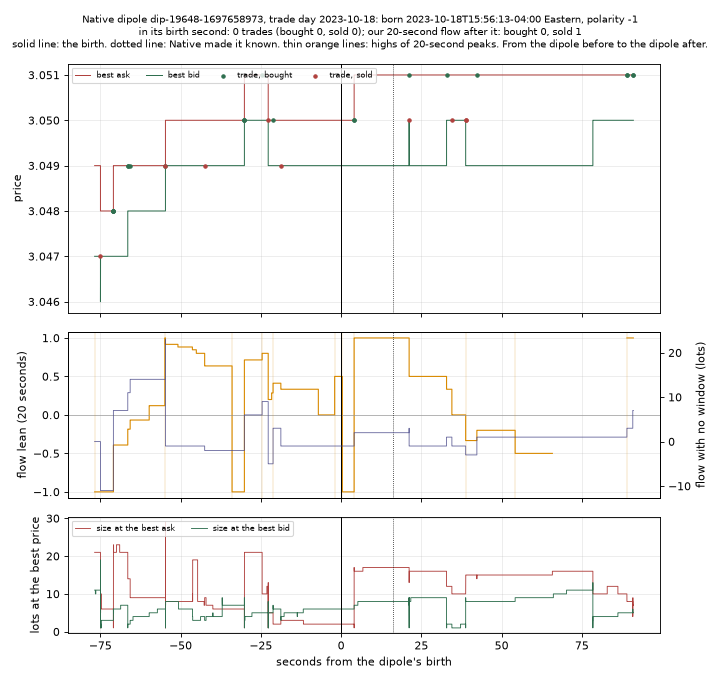 Native dipole dip-19648-1697658973, trade day 2023-10-18: born 2023-10-18T15:56:13-04:00 Eastern, polarity -1
in its birth second: 0 trades (bought 0, sold 0); our 20-second flow after it: bought 0, sold 1
solid line: the birth. dotted line: Native made it known. thin orange lines: highs of 20-second peaks. From the dipole before to the dipole after.
best ask
best bid
trade, bought
trade, sold
3.051
3.050
3.049
3.048
3.047
3.046
price
1.0
0.5
0.0
−0.5
−1.0
flow lean (20 seconds)
20
10
0
−10
flow with no window (lots)
size at the best ask
size at the best bid
30
20
10
0
lots at the best price
−75
−50
−25
0
25
50
75
seconds from the dipole's birth